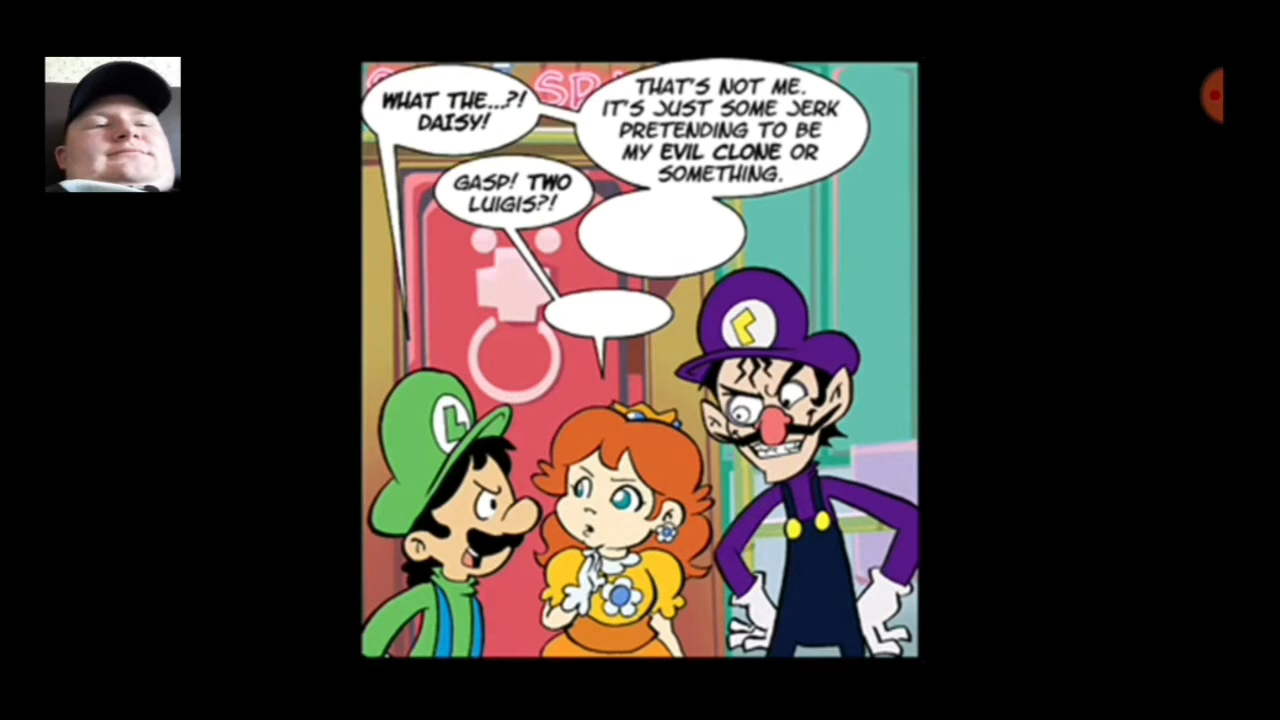 WHAT THE...?!
DAISY!
THAT'S NOT ME.
IT'S JUST SOME JERK
PRETENDING TO BE
MY EVIL CLONE OR
SOMETHING.
GASP! TWO
LUIGIS?!
L